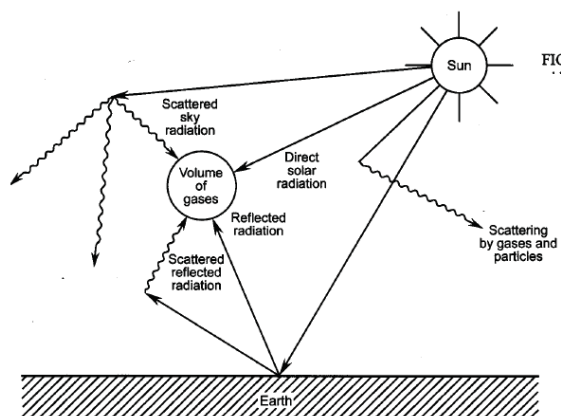 Sun
FIG
Scattered
sky
radiation
Direct
solar
radiation
Volume
of
gases
Reflected
radiation
Scattering
by gases and
particles
Scattered
reflected
radiation
Earth